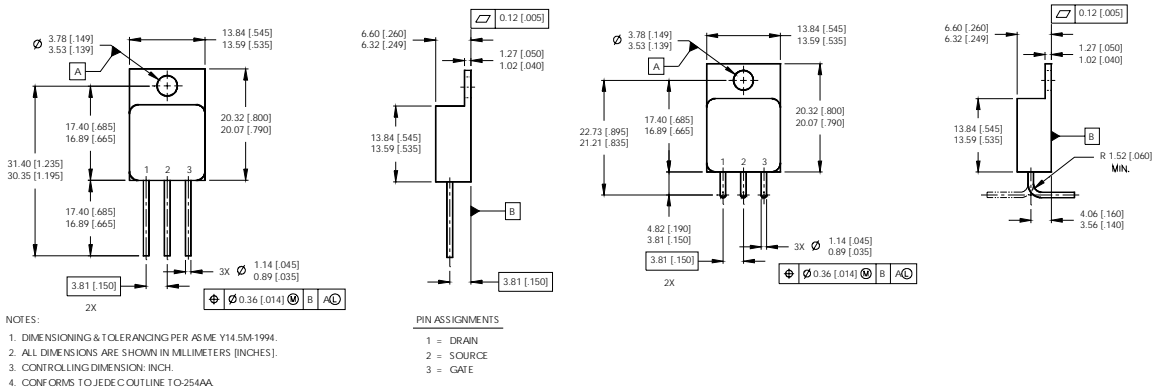 Ø 3.78 [.149]
3.53 [.139]
A
13.84 [.545]
13.59 [.535]
17.40 [.685]
16.89 [.665]
20.32 [.800]
20.07 [.790]
31.40 [1.235]
30.35 [1.195]
1 2 3
17.40 [.685]
16.89 [.665]
3X Ø 1.14 [.045]
0.89 [.035]
3.81 [.150]
2X
⌖ Ø 0.36 [.014] Ⓜ B AⓁ
⏥ 0.12 [.005]
6.60 [.260]
6.32 [.249]
1.27 [.050]
1.02 [.040]
13.84 [.545]
13.59 [.535]
B
3.81 [.150]
Ø 3.78 [.149]
3.53 [.139]
A
13.84 [.545]
13.59 [.535]
17.40 [.685]
16.89 [.665]
20.32 [.800]
20.07 [.790]
22.73 [.895]
21.21 [.835]
1 2 3
4.82 [.190]
3.81 [.150]
3X Ø 1.14 [.045]
0.89 [.035]
3.81 [.150]
2X
⌖ Ø 0.36 [.014] Ⓜ B AⓁ
⏥ 0.12 [.005]
6.60 [.260]
6.32 [.249]
1.27 [.050]
1.02 [.040]
13.84 [.545]
13.59 [.535]
B
R 1.52 [.060]
MIN.
4.06 [.160]
3.56 [.140]
NOTES:
1. DIMENSIONING & TOLERANCING PER ASME Y14.5M-1994.
2. ALL DIMENSIONS ARE SHOWN IN MILLIMETERS [INCHES].
3. CONTROLLING DIMENSION: INCH.
4. CONFORMS TO JEDEC OUTLINE TO-254AA.
PIN ASSIGNMENTS
1 = DRAIN
2 = SOURCE
3 = GATE